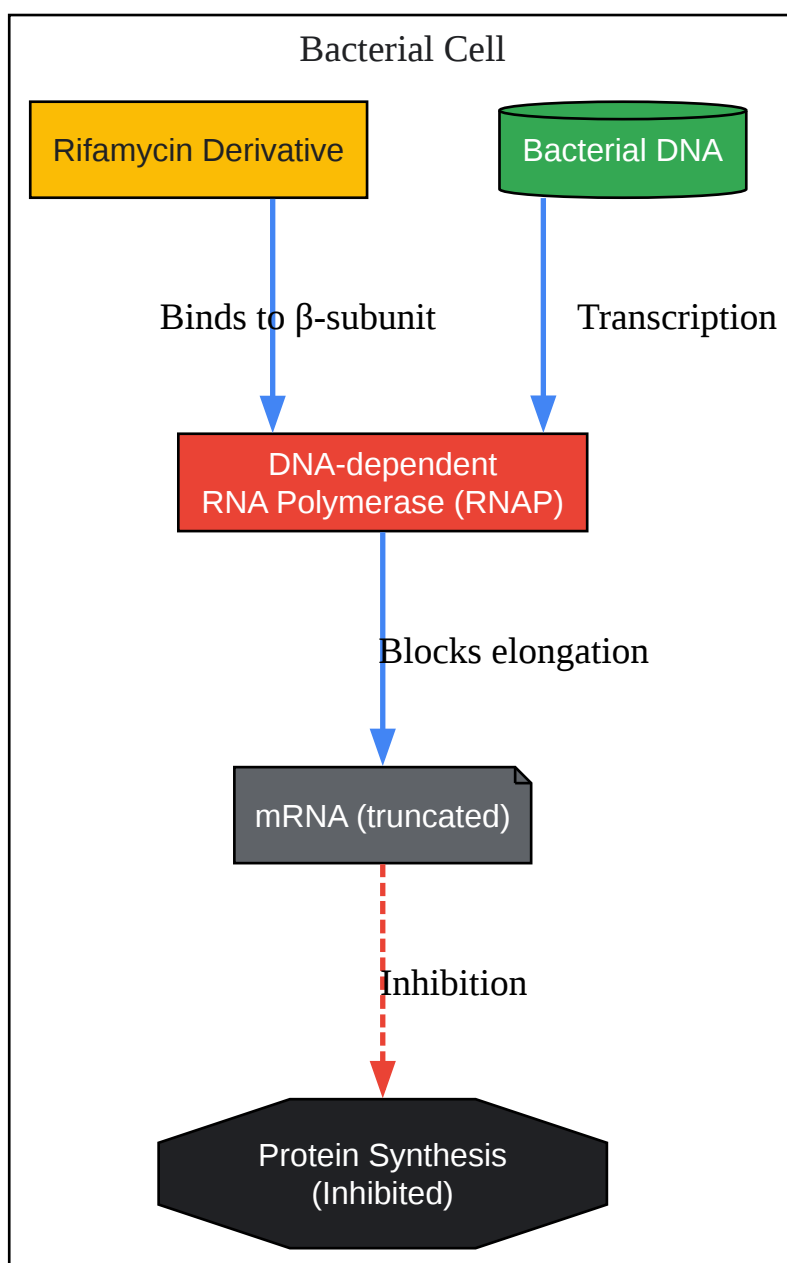 Bacterial Cell
Rifamycin Derivative
Bacterial DNA
Binds to β-subunit
Transcription
DNA-dependent
RNA Polymerase (RNAP)
Blocks elongation
mRNA (truncated)
Inhibition
Protein Synthesis
(Inhibited)